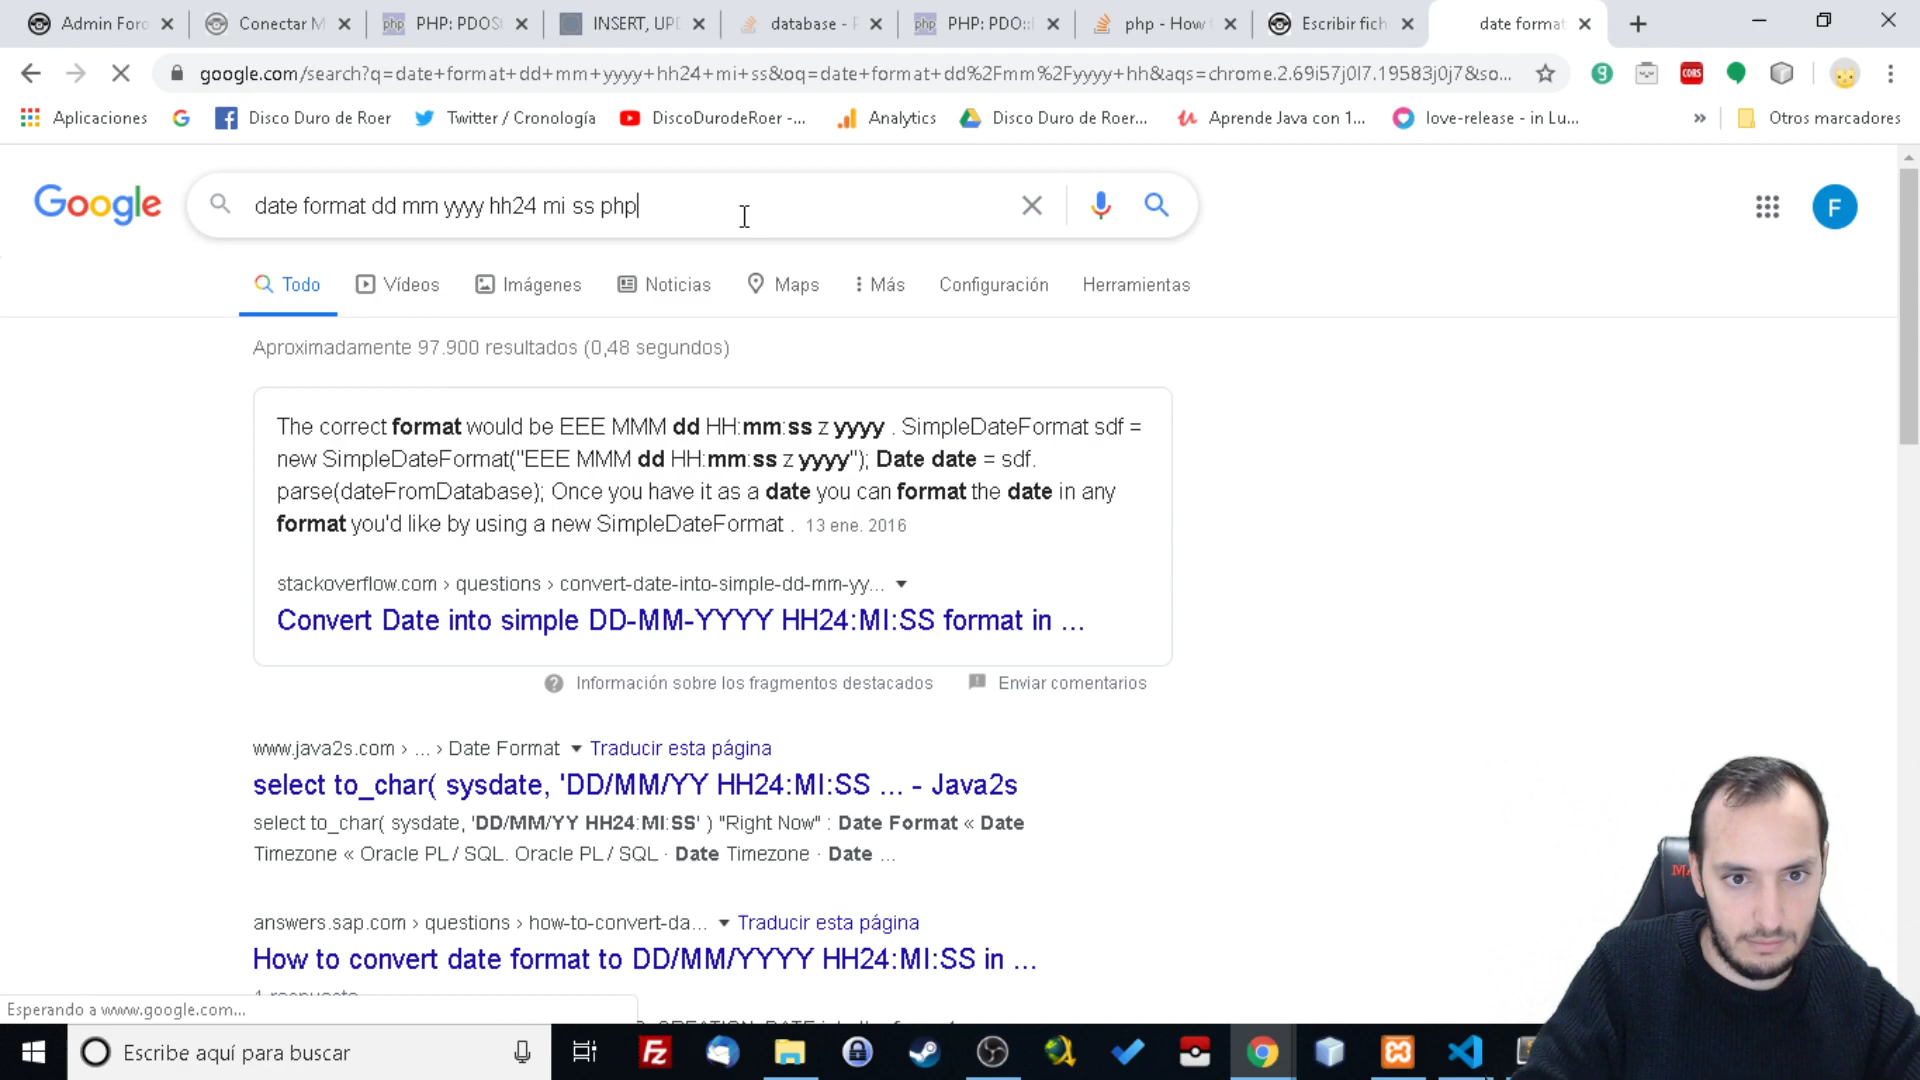 Admin Foro
Conectar M
PHP: PDOS
INSERT, UPD
database - P
PHP: PDO::
php - How
Escribir fich
date format
google.com/search?q=date+format+dd+mm+yyyy+hh24+mi+ss&oq=date+format+dd%2Fmm%2Fyyyy+hh&aqs=chrome.2.69i57j0l7.19583j0j7&so...
Aplicaciones
Disco Duro de Roer
Twitter / Cronología
DiscoDurodeRoer -...
Analytics
Disco Duro de Roer...
Aprende Java con 1...
love-release - in Lu...
Otros marcadores
Google
date format dd mm yyyy hh24 mi ss php
F
Todo
Vídeos
Imágenes
Noticias
Maps
Más
Configuración
Herramientas
Aproximadamente 97.900 resultados (0,48 segundos)
The correct format would be EEE MMM dd HH:mm:ss z yyyy . SimpleDateFormat sdf =
new SimpleDateFormat("EEE MMM dd HH:mm:ss z yyyy"); Date date = sdf.
parse(dateFromDatabase); Once you have it as a date you can format the date in any
format you'd like by using a new SimpleDateFormat . 13 ene. 2016
stackoverflow.com › questions › convert-date-into-simple-dd-mm-yy...
Convert Date into simple DD-MM-YYYY HH24:MI:SS format in ...
Información sobre los fragmentos destacados
Enviar comentarios
www.java2s.com › ... › Date Format
Traducir esta página
select to_char( sysdate, 'DD/MM/YY HH24:MI:SS ... - Java2s
select to_char( sysdate, 'DD/MM/YY HH24:MI:SS' ) "Right Now" : Date Format « Date
Timezone « Oracle PL / SQL. Oracle PL / SQL · Date Timezone · Date ...
answers.sap.com › questions › how-to-convert-da...
Traducir esta página
How to convert date format to DD/MM/YYYY HH24:MI:SS in ...
1 respuesta
Esperando a www.google.com...
Escribe aquí para buscar